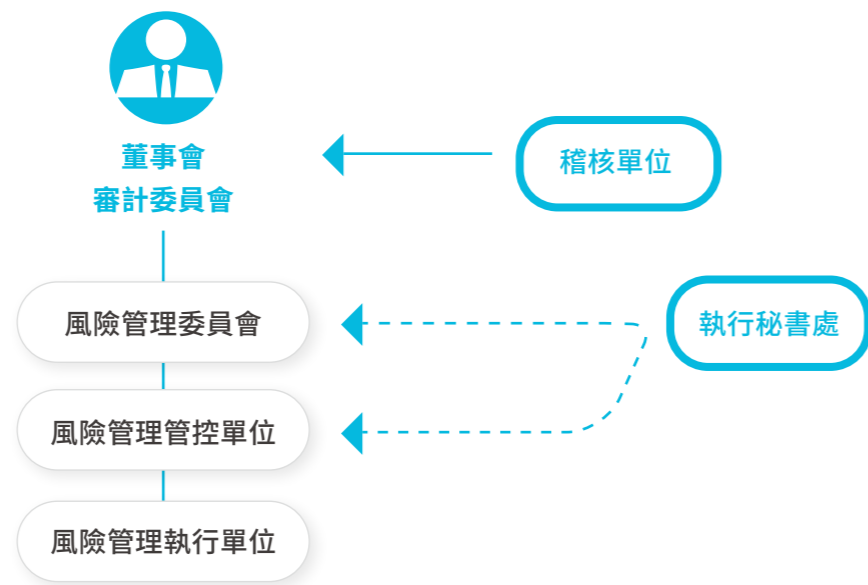 董事會
審計委員會
稽核單位
風險管理委員會
執行秘書處
風險管理管控單位
風險管理執行單位